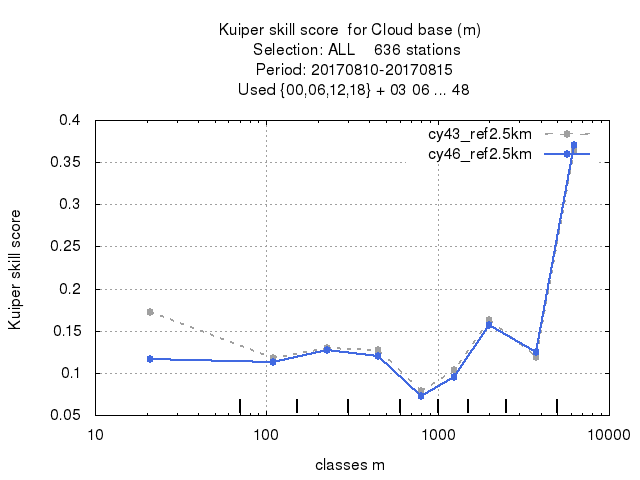 Kuiper skill score  for Cloud base (m)
Selection: ALL    636 stations
Period: 20170810-20170815
Used {00,06,12,18} + 03 06 ... 48
cy43_ref2.5km
cy46_ref2.5km
0.4
0.35
0.3
0.25
0.2
0.15
0.1
0.05
Kuiper skill score
10
100
1000
10000
classes m